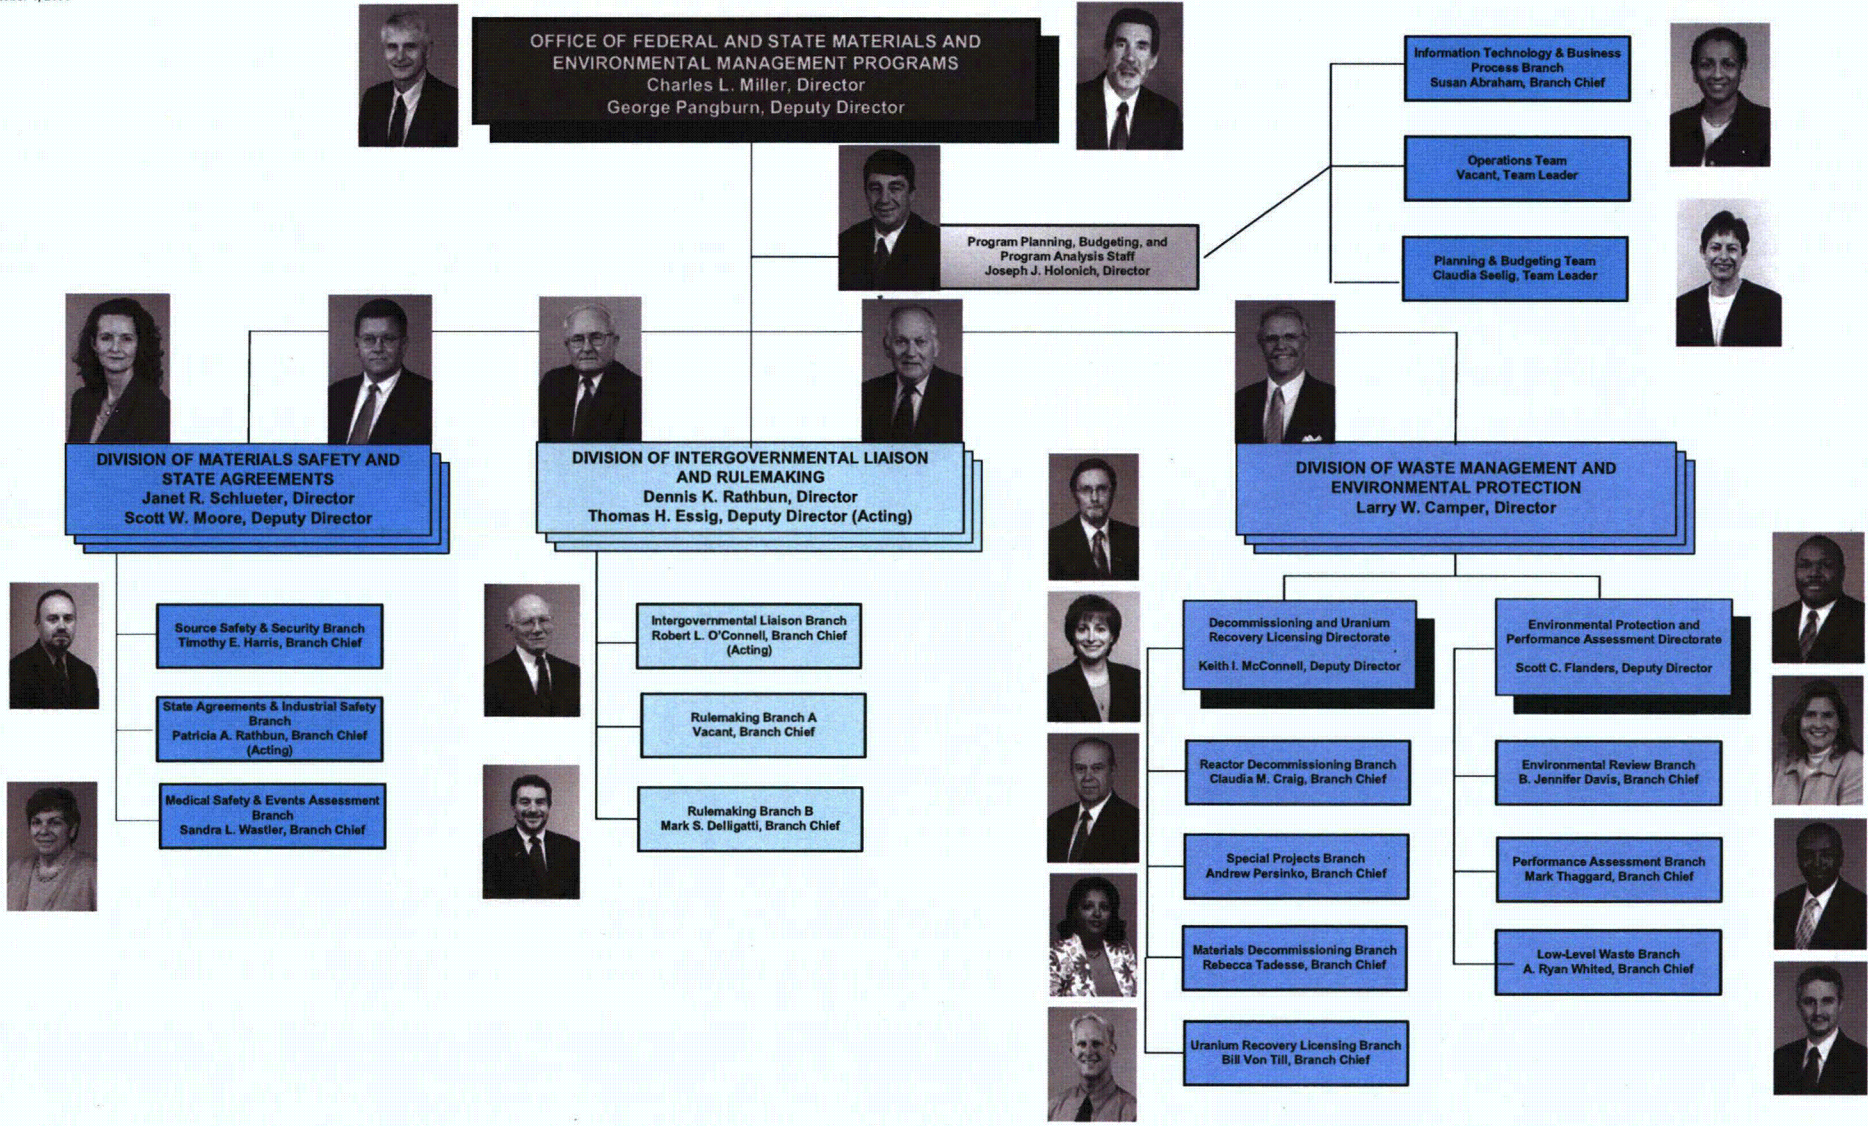 OFFICE OF FEDERAL AND STATE MATERIALS AND
ENVIRONMENTAL MANAGEMENT PROGRAMS
Charles L. Miller, Director
George Pangburn, Deputy Director
Information Technology & Business
Process Branch
Susan Abraham, Branch Chief
Operations Team
Vacant, Team Leader
Program Planning, Budgeting, and
Program Analysis Staff
Joseph J. Holonich, Director
Planning & Budgeting Team
Claudia Seelig, Team Leader
DIVISION OF MATERIALS SAFETY AND
STATE AGREEMENTS
Janet R. Schlueter, Director
Scott W. Moore, Deputy Director
DIVISION OF INTERGOVERNMENTAL LIAISON
AND RULEMAKING
Dennis K. Rathbun, Director
Thomas H. Essig, Deputy Director (Acting)
DIVISION OF WASTE MANAGEMENT AND
ENVIRONMENTAL PROTECTION
Larry W. Camper, Director
Source Safety & Security Branch
Timothy E. Harris, Branch Chief
State Agreements & Industrial Safety
Branch
Patricia A. Rathbun, Branch Chief
(Acting)
Medical Safety & Events Assessment
Branch
Sandra L. Wastler, Branch Chief
Intergovernmental Liaison Branch
Robert L. O'Connell, Branch Chief
(Acting)
Rulemaking Branch A
Vacant, Branch Chief
Rulemaking Branch B
Mark S. Delligatti, Branch Chief
Decommissioning and Uranium
Recovery Licensing Directorate
Keith I. McConnell, Deputy Director
Reactor Decommissioning Branch
Claudia M. Craig, Branch Chief
Special Projects Branch
Andrew Persinko, Branch Chief
Materials Decommissioning Branch
Rebecca Tadesse, Branch Chief
Uranium Recovery Licensing Branch
Bill Von Till, Branch Chief
Environmental Protection and
Performance Assessment Directorate
Scott C. Flanders, Deputy Director
Environmental Review Branch
B. Jennifer Davis, Branch Chief
Performance Assessment Branch
Mark Thaggard, Branch Chief
Low-Level Waste Branch
A. Ryan Whited, Branch Chief